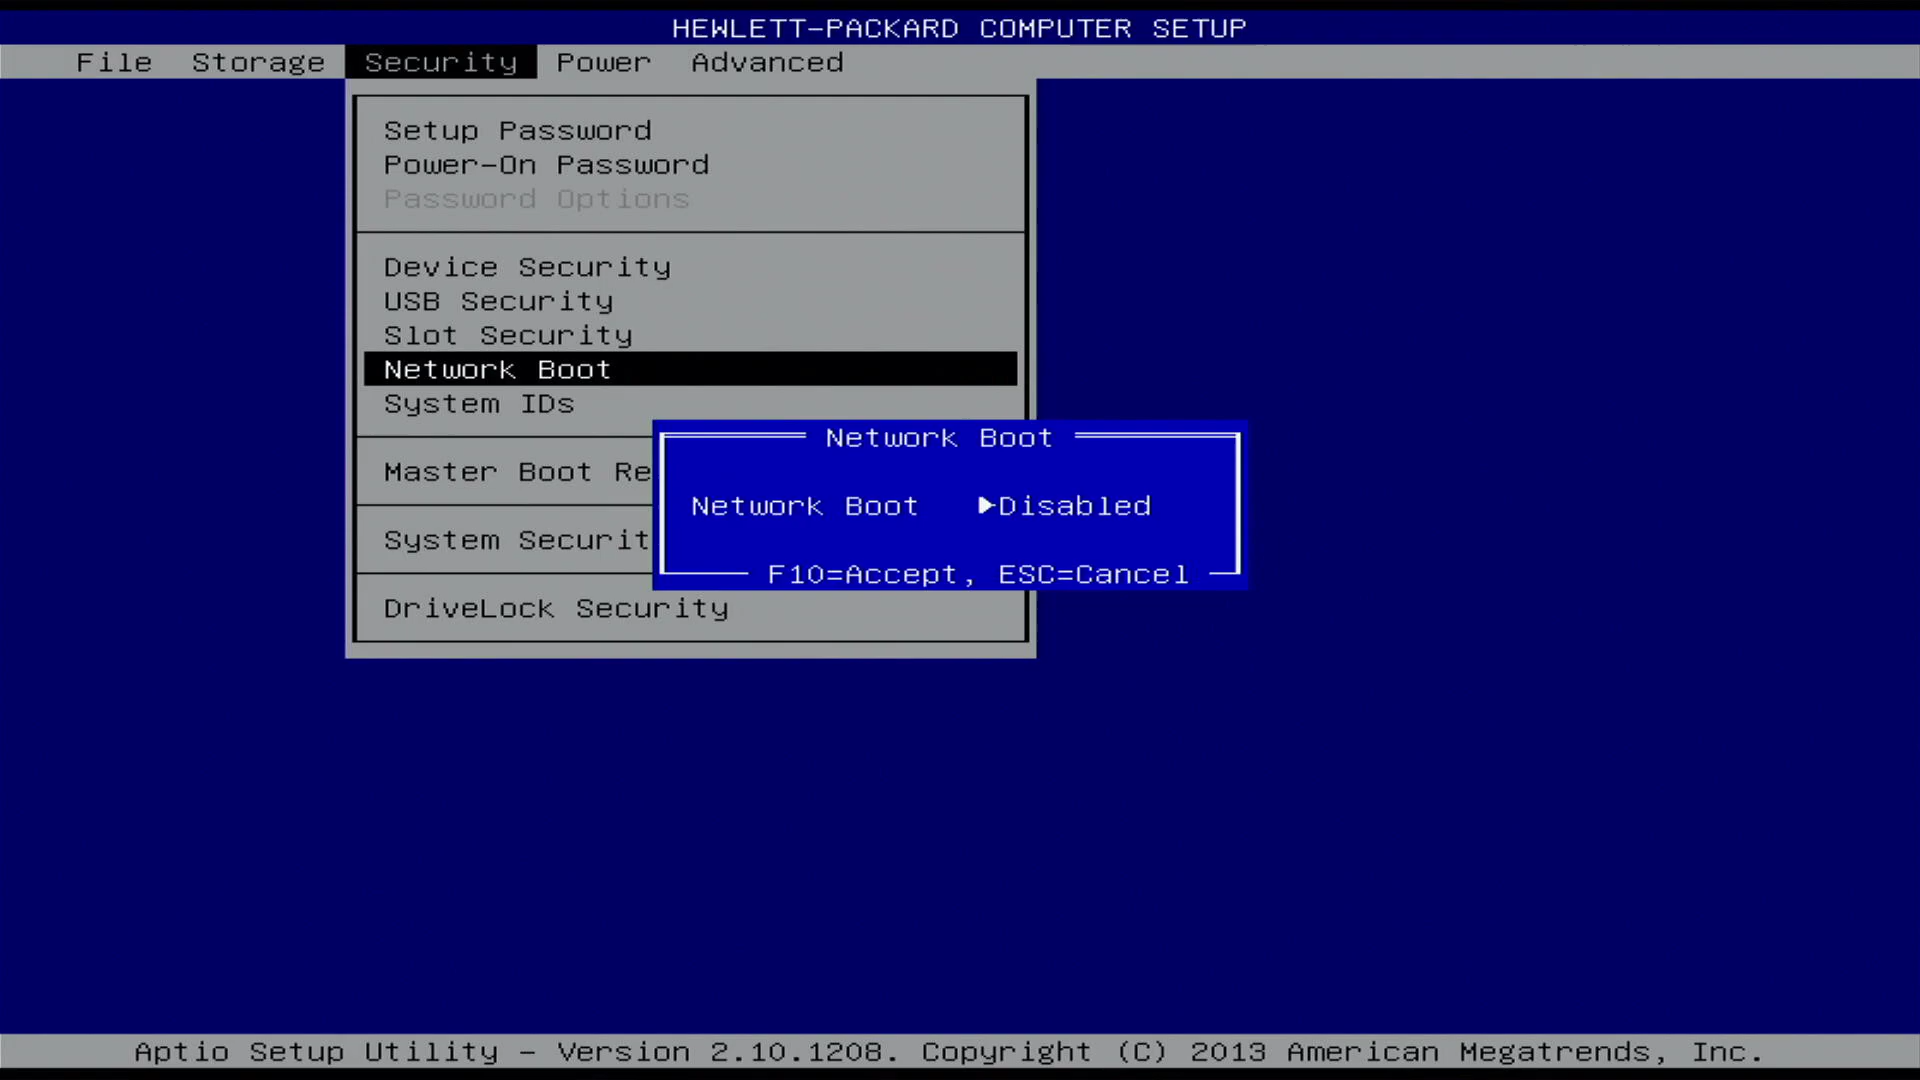 HEWLETT-PACKARD COMPUTER SETUP
File Storage Security Power Advanced
Setup Password
Power-On Password
Password Options
Device Security
USB Security
Slot Security
Network Boot
System IDs
Master Boot Re
System Securit
DriveLock Security
Network Boot
Network Boot ▶Disabled
F10=Accept, ESC=Cancel
Aptio Setup Utility - Version 2.10.1208. Copyright (C) 2013 American Megatrends, Inc.